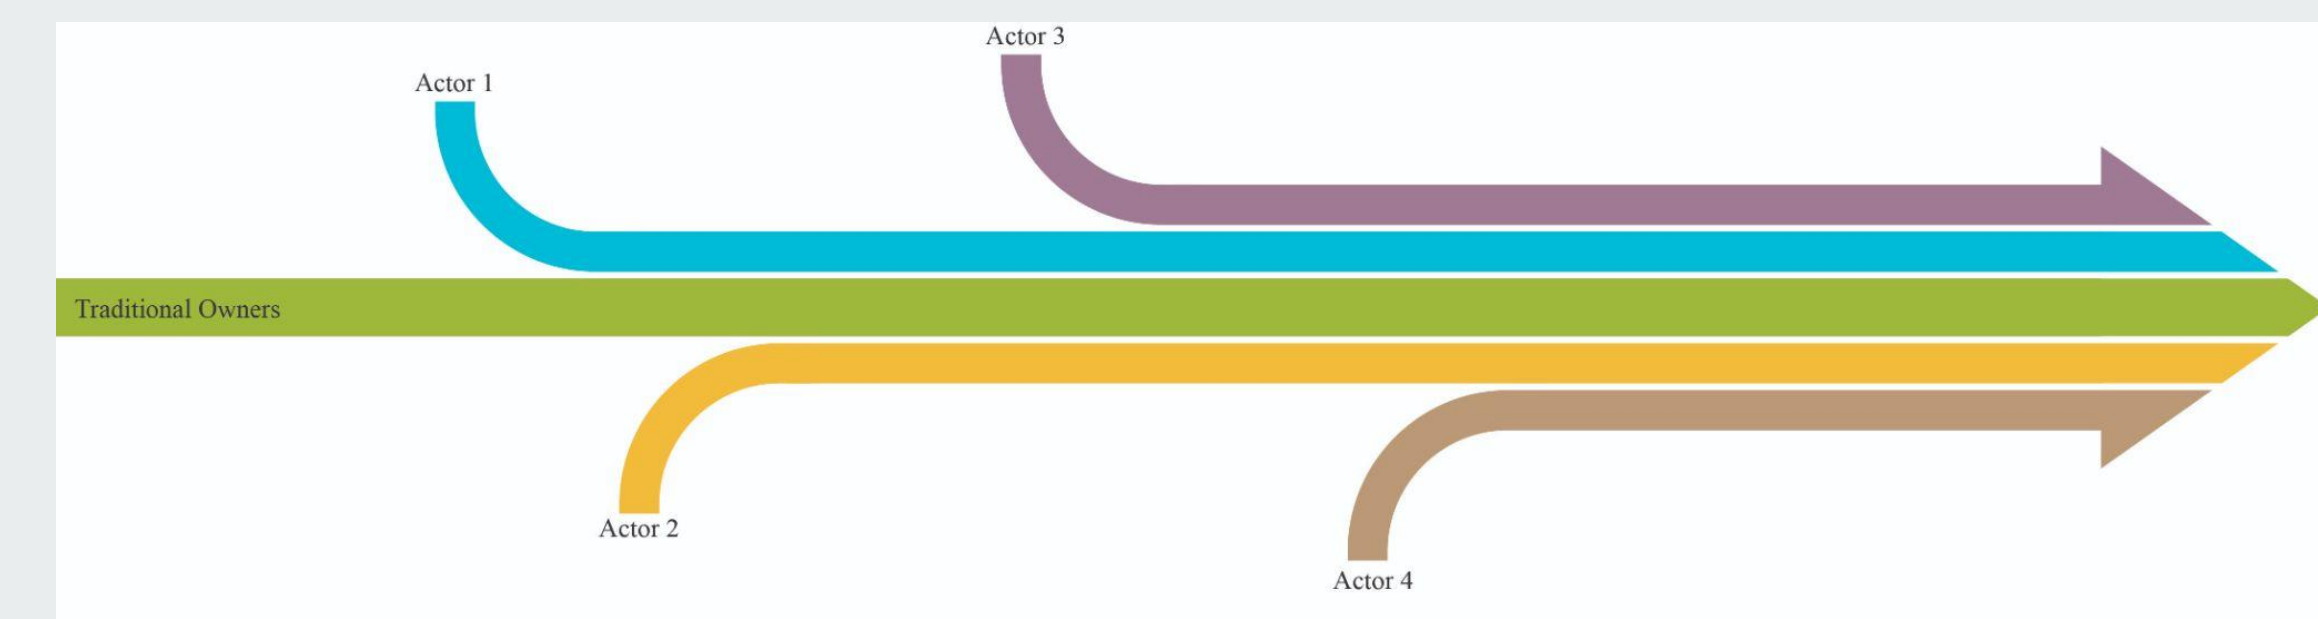 Actor 3
Actor 1
Traditional Owners
Actor 2
Actor 4